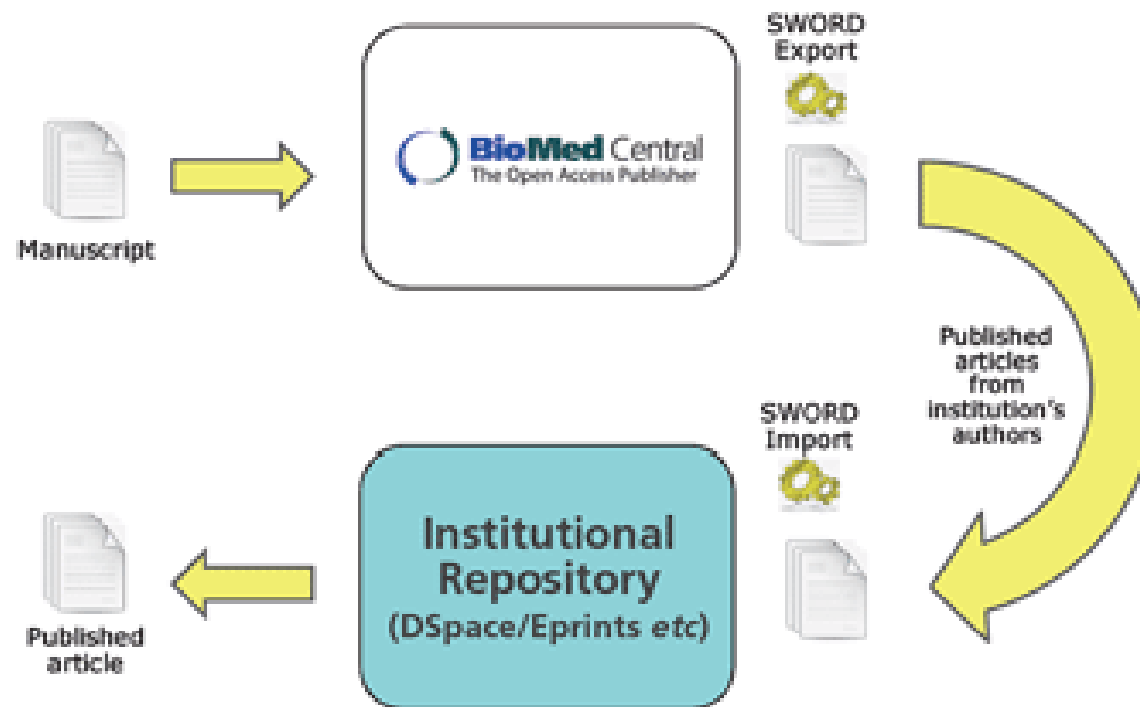 SWORD
Export
BioMed Central
The Open Access Publisher
Manuscript
Published
articles
from
institution's
authors
SWORD
Import
Institutional
Repository
(DSpace/Eprints etc)
Published
article